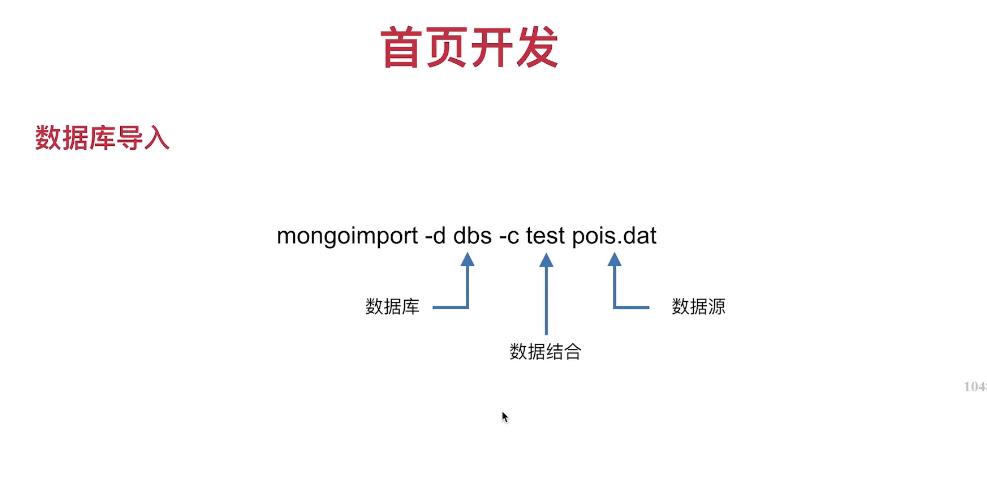 首页开发
数据库导入
mongoimport -d dbs -c test pois.dat
数据库
数据源
数据结合